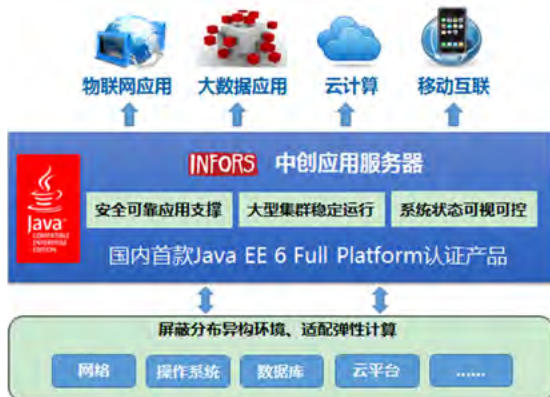 物联网应用 大数据应用 云计算 移动互联
INFORS 中创应用服务器
Java
COMPATIBLE
ENTERPRISE
EDITION
安全可靠应用支撑 大型集群稳定运行 系统状态可视可控
国内首款Java EE 6 Full Platform认证产品
屏蔽分布异构环境、适配弹性计算
网络 操作系统 数据库 云平台 ……